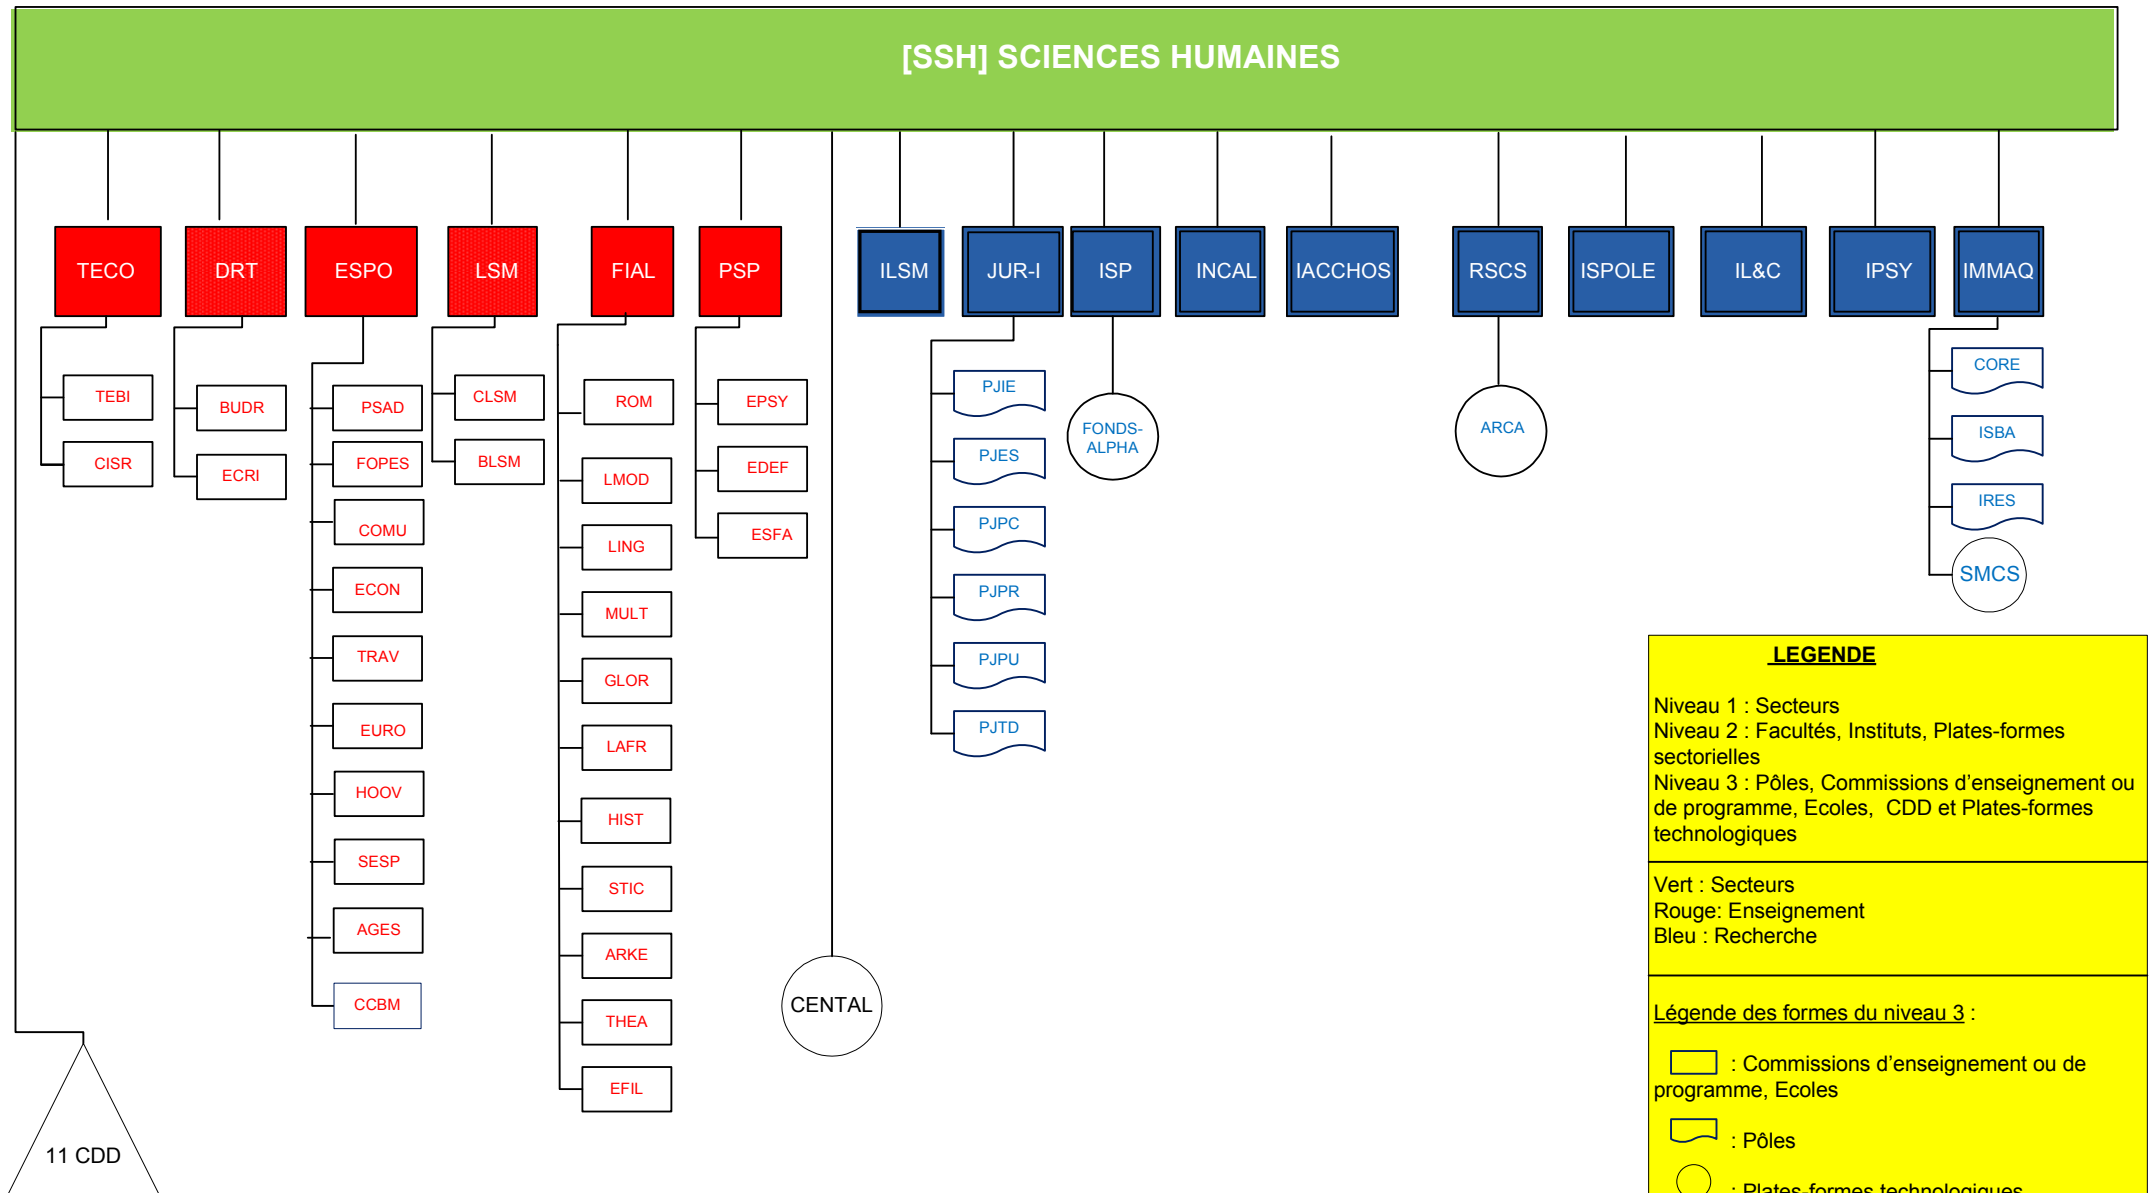 [SSH] SCIENCES HUMAINES
TECO
DRT
ESPO
LSM
FIAL
PSP
ILSM
JUR-I
ISP
INCAL
IACCHOS
RSCS
ISPOLE
IL&C
IPSY
IMMAQ
TEBI
CISR
BUDR
ECRI
PSAD
FOPES
COMU
ECON
TRAV
EURO
HOOV
SESP
AGES
CCBM
CLSM
BLSM
ROM
LMOD
LING
MULT
GLOR
LAFR
HIST
STIC
ARKE
THEA
EFIL
EPSY
EDEF
ESFA
CENTAL
PJIE
PJES
PJPC
PJPR
PJPU
PJTD
FONDS-
ALPHA
ARCA
CORE
ISBA
IRES
SMCS
11 CDD
LEGENDE
Niveau 1 : Secteurs
Niveau 2 : Facultés, Instituts, Plates-formes
sectorielles
Niveau 3 : Pôles, Commissions d’enseignement ou
de programme, Ecoles, CDD et Plates-formes
technologiques
Vert : Secteurs
Rouge: Enseignement
Bleu : Recherche
Légende des formes du niveau 3 :
: Commissions d’enseignement ou de
programme, Ecoles
: Pôles
: Plates-formes technologiques